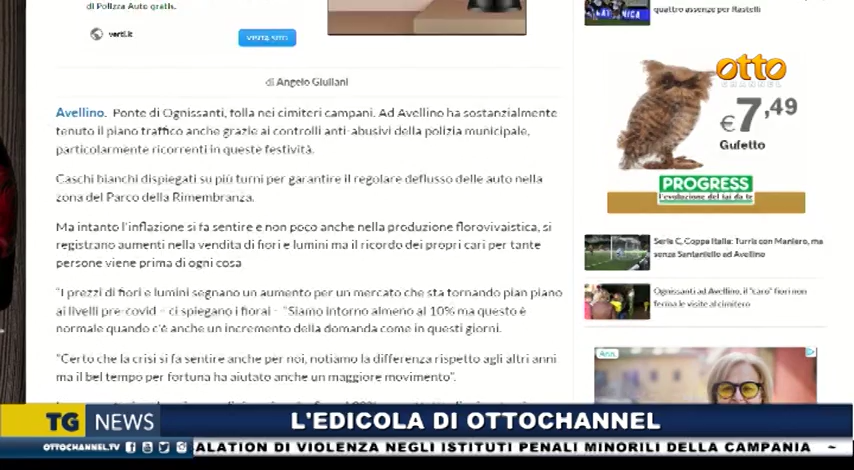 di Polizza Auto gratis.
verti.it
VISITA SITO
di Angelo Giuliani
Avellino. Ponte di Ognissanti, folla nei cimiteri campani. Ad Avellino ha sostanzialmente
tenuto il piano traffico anche grazie ai controlli anti-abusivi della polizia municipale,
particolarmente ricorrenti in queste festività.
Caschi bianchi dispiegati su più turni per garantire il regolare deflusso delle auto nella
zona del Parco della Rimembranza.
Ma intanto l'inflazione si fa sentire e non poco anche nella produzione florovivaistica, si
registrano aumenti nella vendita di fiori e lumini ma il ricordo dei propri cari per tante
persone viene prima di ogni cosa
"I prezzi di fiori e lumini segnano un aumento per un mercato che sta tornando pian piano
ai livelli pre-covid – ci spiegano i fiorai - "Siamo intorno almeno al 10% ma questo è
normale quando c'è anche un incremento della domanda come in questi giorni.
"Certo che la crisi si fa sentire anche per noi, notiamo la differenza rispetto agli altri anni
ma il bel tempo per fortuna ha aiutato anche un maggiore movimento".
quattro assenze per Rastelli
otto
CHANNEL
€7,49
Gufetto
PROGRESS
l'evoluzione del fai da te
Serie C, Coppa Italia: Turris con Maniero, ma
senza Santaniello ad Avellino
Ognissanti ad Avellino, il "caro" fiori non
ferma le visite al cimitero
Ann.
TG NEWS
L'EDICOLA DI OTTOCHANNEL
OTTOCHANNEL.TV
ALATION DI VIOLENZA NEGLI ISTITUTI PENALI MINORILI DELLA CAMPANIA ~